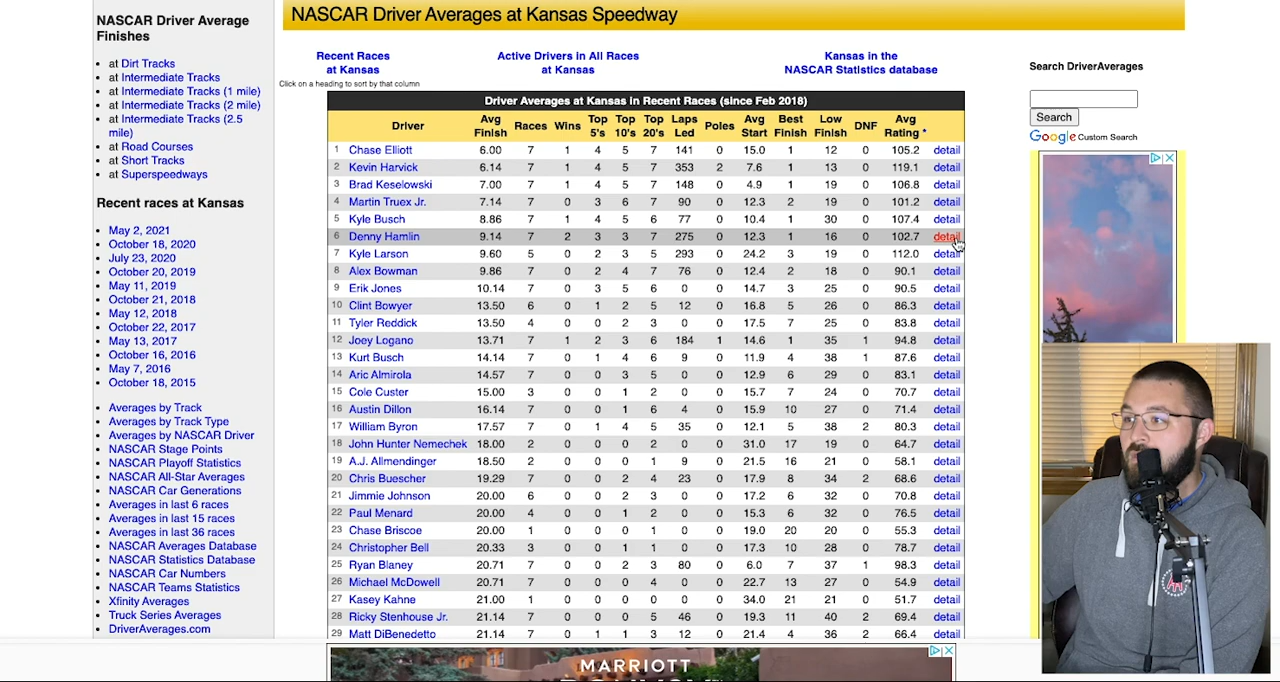 NASCAR Driver Averages at Kansas Speedway
NASCAR Driver Average
Finishes
• at Dirt Tracks
• at Intermediate Tracks
• at Intermediate Tracks (1 mile)
• at Intermediate Tracks (2 mile)
• at Intermediate Tracks (2.5
mile)
• at Road Courses
• at Short Tracks
• at Superspeedways
Recent races at Kansas
• May 2, 2021
• October 18, 2020
• July 23, 2020
• October 20, 2019
• May 11, 2019
• October 21, 2018
• May 12, 2018
• October 22, 2017
• May 13, 2017
• October 16, 2016
• May 7, 2016
• October 18, 2015
• Averages by Track
• Averages by Track Type
• Averages by NASCAR Driver
• NASCAR Stage Points
• NASCAR Playoff Statistics
• NASCAR All-Star Averages
• NASCAR Car Generations
• Averages in last 6 races
• Averages in last 15 races
• Averages in last 36 races
• NASCAR Averages Database
• NASCAR Statistics Database
• NASCAR Car Numbers
• NASCAR Teams Statistics
• Xfinity Averages
• Truck Series Averages
• DriverAverages.com
Recent Races
at Kansas
Active Drivers in All Races
at Kansas
Kansas in the
NASCAR Statistics database
Click on a heading to sort by that column
Driver Averages at Kansas in Recent Races (since Feb 2018)
Driver Avg Finish Races Wins Top 5's Top 10's Top 20's Laps Led Poles Avg Start Best Finish Low Finish DNF Avg Rating *
1 Chase Elliott 6.00 7 1 4 5 7 141 0 15.0 1 12 0 105.2 detail
2 Kevin Harvick 6.14 7 1 4 5 7 353 2 7.6 1 13 0 119.1 detail
3 Brad Keselowski 7.00 7 1 4 5 7 148 0 4.9 1 19 0 106.8 detail
4 Martin Truex Jr. 7.14 7 0 3 6 7 90 0 12.3 2 19 0 101.2 detail
5 Kyle Busch 8.86 7 1 4 5 6 77 0 10.4 1 30 0 107.4 detail
6 Denny Hamlin 9.14 7 2 3 3 7 275 0 12.3 1 16 0 102.7 detail
7 Kyle Larson 9.60 5 0 2 3 5 293 0 24.2 3 19 0 112.0 detail
8 Alex Bowman 9.86 7 0 2 4 7 76 0 12.4 2 18 0 90.1 detail
9 Erik Jones 10.14 7 0 3 5 6 0 0 14.7 3 25 0 90.5 detail
10 Clint Bowyer 13.50 6 0 1 2 5 12 0 16.8 5 26 0 86.3 detail
11 Tyler Reddick 13.50 4 0 0 2 3 0 0 17.5 7 25 0 83.8 detail
12 Joey Logano 13.71 7 1 2 3 6 184 1 14.6 1 35 1 94.8 detail
13 Kurt Busch 14.14 7 0 1 4 6 9 0 11.9 4 38 1 87.6 detail
14 Aric Almirola 14.57 7 0 0 3 5 0 0 12.9 6 29 0 83.1 detail
15 Cole Custer 15.00 3 0 0 1 2 0 0 15.7 7 24 0 70.7 detail
16 Austin Dillon 16.14 7 0 0 1 6 4 0 15.9 10 27 0 71.4 detail
17 William Byron 17.57 7 0 1 4 5 35 0 12.1 5 38 2 80.3 detail
18 John Hunter Nemechek 18.00 2 0 0 0 2 0 0 31.0 17 19 0 64.7 detail
19 A.J. Allmendinger 18.50 2 0 0 0 1 9 0 21.5 16 21 0 58.1 detail
20 Chris Buescher 19.29 7 0 0 2 4 23 0 17.9 8 34 2 68.6 detail
21 Jimmie Johnson 20.00 6 0 0 2 3 0 0 17.2 6 32 0 70.8 detail
22 Paul Menard 20.00 4 0 0 1 2 0 0 15.3 6 32 0 76.5 detail
23 Chase Briscoe 20.00 1 0 0 0 1 0 0 19.0 20 20 0 55.3 detail
24 Christopher Bell 20.33 3 0 0 1 1 0 0 17.3 10 28 0 78.7 detail
25 Ryan Blaney 20.71 7 0 0 2 3 80 0 6.0 7 37 1 98.3 detail
26 Michael McDowell 20.71 7 0 0 0 4 0 0 22.7 13 27 0 54.9 detail
27 Kasey Kahne 21.00 1 0 0 0 0 0 0 34.0 21 21 0 51.7 detail
28 Ricky Stenhouse Jr. 21.14 7 0 0 0 5 46 0 19.3 11 40 2 69.4 detail
29 Matt DiBenedetto 21.14 7 0 1 1 3 12 0 21.4 4 36 2 66.4 detail
Search DriverAverages
Search
Google Custom Search
MARRIOTT